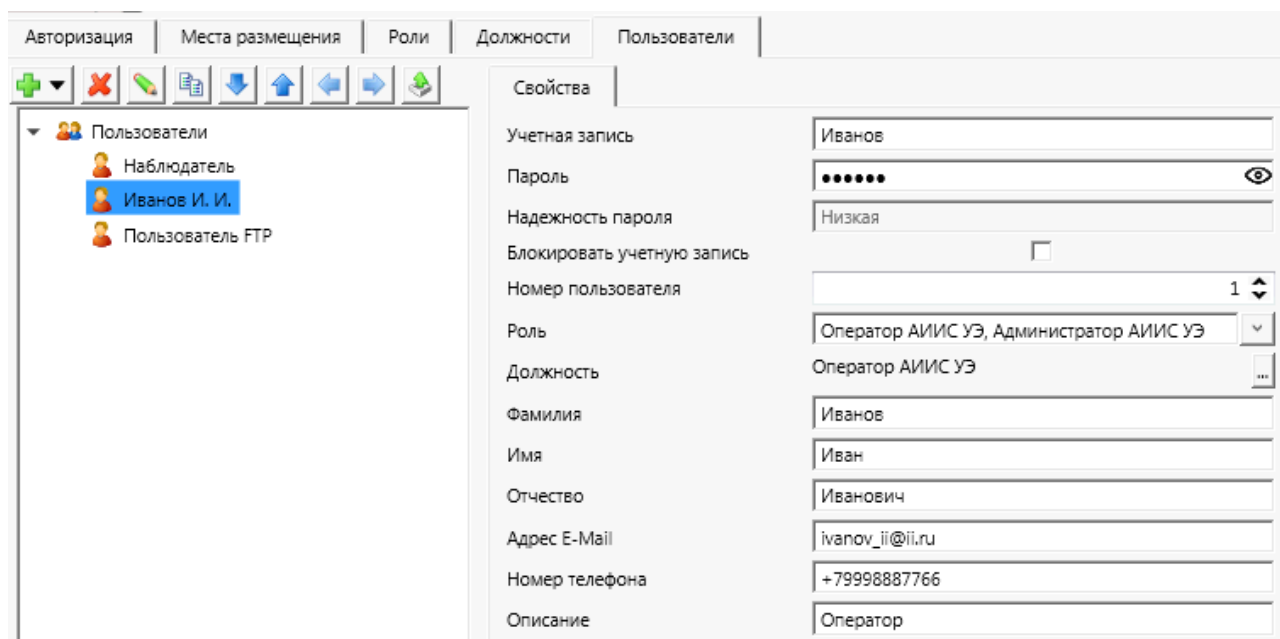 Авторизация Места размещения Роли Должности Пользователи
Свойства
Пользователи
Наблюдатель
Иванов И. И.
Пользователь FTP
Учетная запись Иванов
Пароль ●●●●●●
Надежность пароля Низкая
Блокировать учетную запись
Номер пользователя 1
Роль Оператор АИИС УЭ, Администратор АИИС УЭ
Должность Оператор АИИС УЭ ...
Фамилия Иванов
Имя Иван
Отчество Иванович
Адрес E-Mail ivanov_ii@ii.ru
Номер телефона +79998887766
Описание Оператор